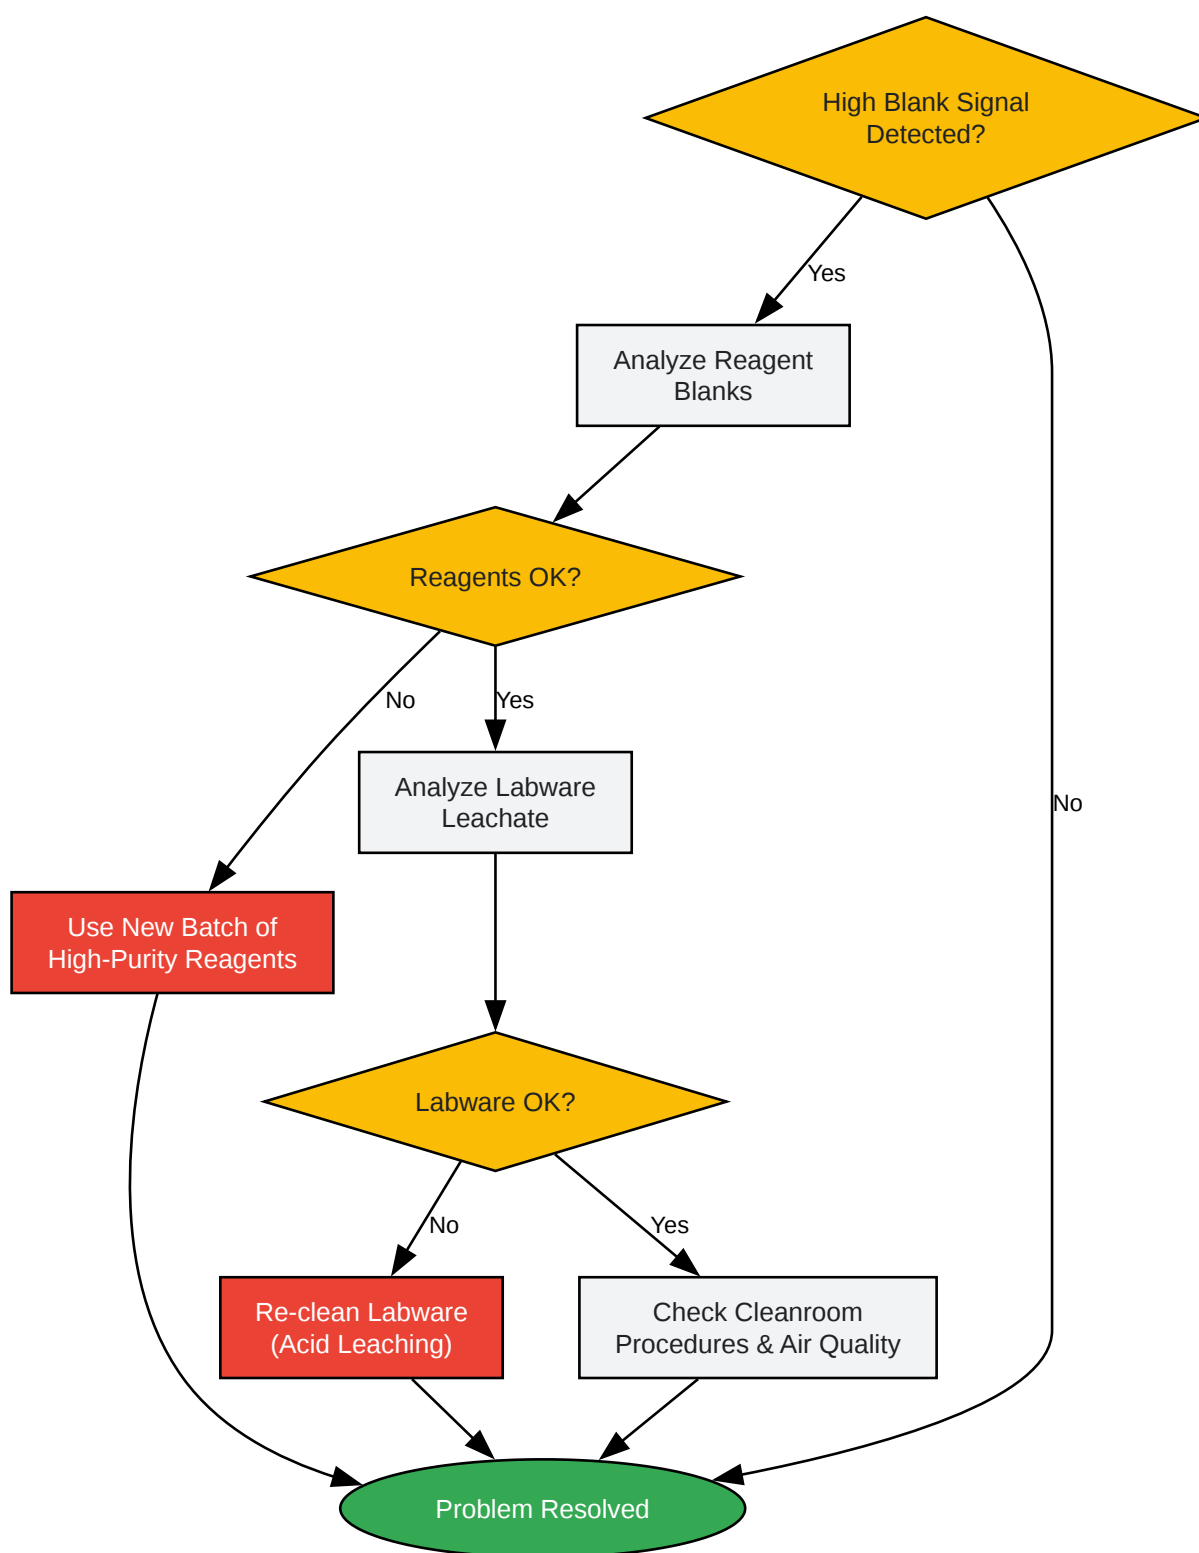 High Blank Signal
Detected?
Yes
Analyze Reagent
Blanks
Reagents OK?
No
Yes
Analyze Labware
Leachate
No
Use New Batch of
High-Purity Reagents
Labware OK?
No
Yes
Re-clean Labware
(Acid Leaching)
Check Cleanroom
Procedures & Air Quality
Problem Resolved